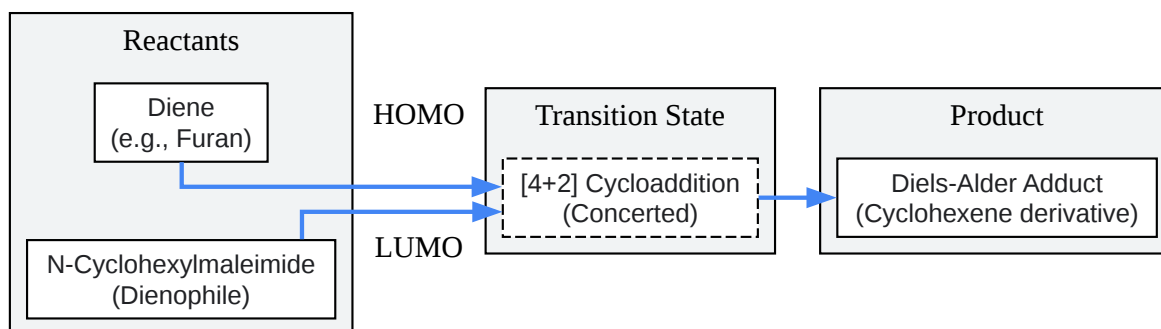 Reactants
Diene
(e.g., Furan)
N-Cyclohexylmaleimide
(Dienophile)
HOMO
LUMO
Transition State
[4+2] Cycloaddition
(Concerted)
Product
Diels-Alder Adduct
(Cyclohexene derivative)